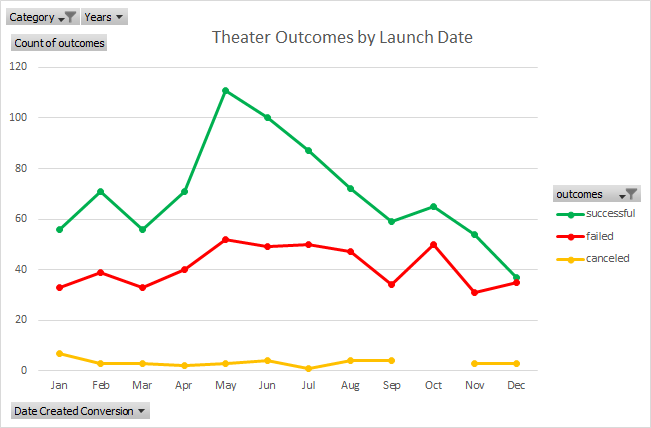 Category Years
Count of outcomes
Theater Outcomes by Launch Date
120
100
80
60
40
20
0
Jan Feb Mar Apr May Jun Jul Aug Sep Oct Nov Dec
outcomes
successful
failed
canceled
Date Created Conversion